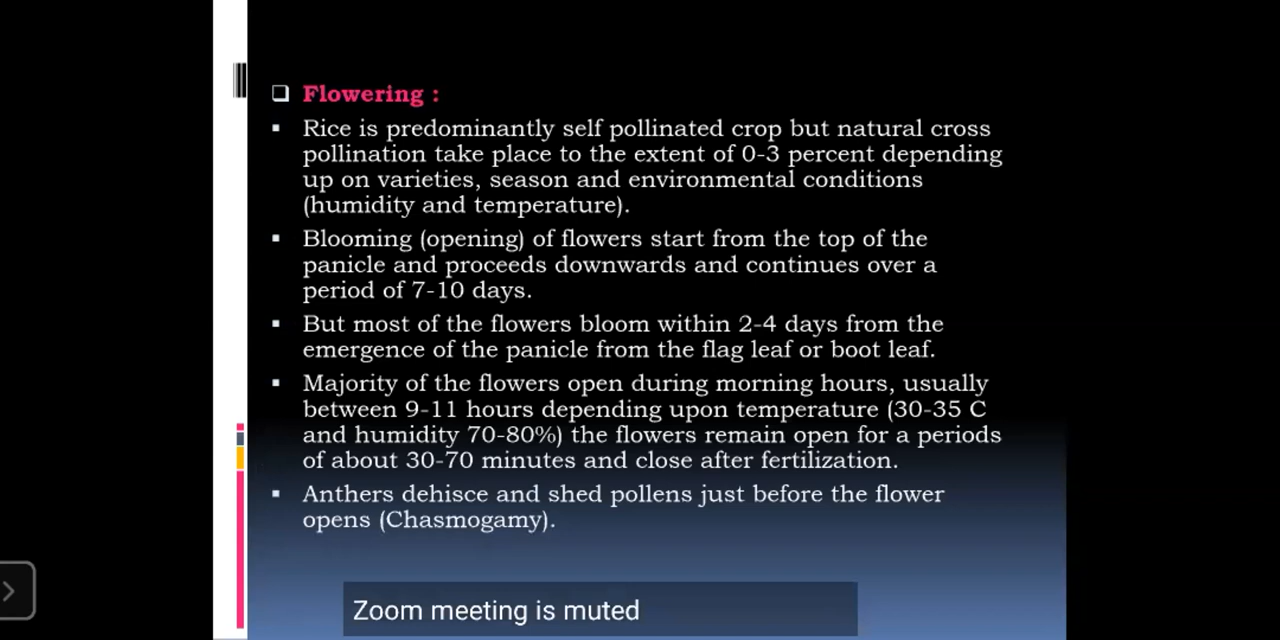 Flowering :
Rice is predominantly self pollinated crop but natural cross
pollination take place to the extent of 0-3 percent depending
up on varieties, season and environmental conditions
(humidity and temperature).
Blooming (opening) of flowers start from the top of the
panicle and proceeds downwards and continues over a
period of 7-10 days.
But most of the flowers bloom within 2-4 days from the
emergence of the panicle from the flag leaf or boot leaf.
Majority of the flowers open during morning hours, usually
between 9-11 hours depending upon temperature (30-35 C
and humidity 70-80%) the flowers remain open for a periods
of about 30-70 minutes and close after fertilization.
Anthers dehisce and shed pollens just before the flower
opens (Chasmogamy).
Zoom meeting is muted